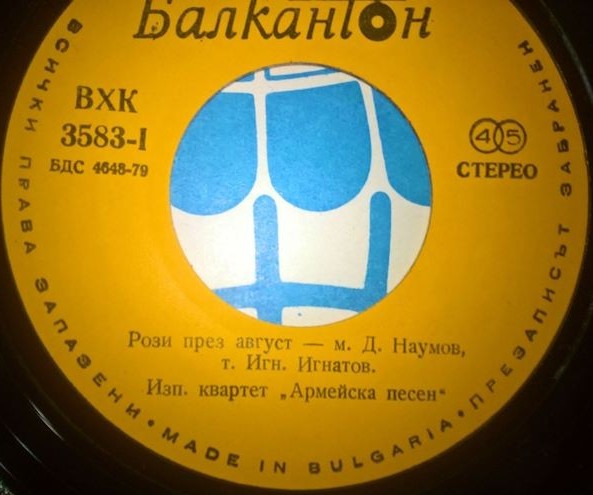 Балкантон
ВХК
3583-I
БДС 4648-79
45
СТЕРЕО
Рози през август — м. Д. Наумов,
т. Игн. Игнатов.
Изп. квартет „Армейска песен“
ВСИЧКИ ПРАВА ЗАПАЗЕНИ • MADE IN BULGARIA • ПРЕЗАПИСЪТ ЗАБРАНЕН